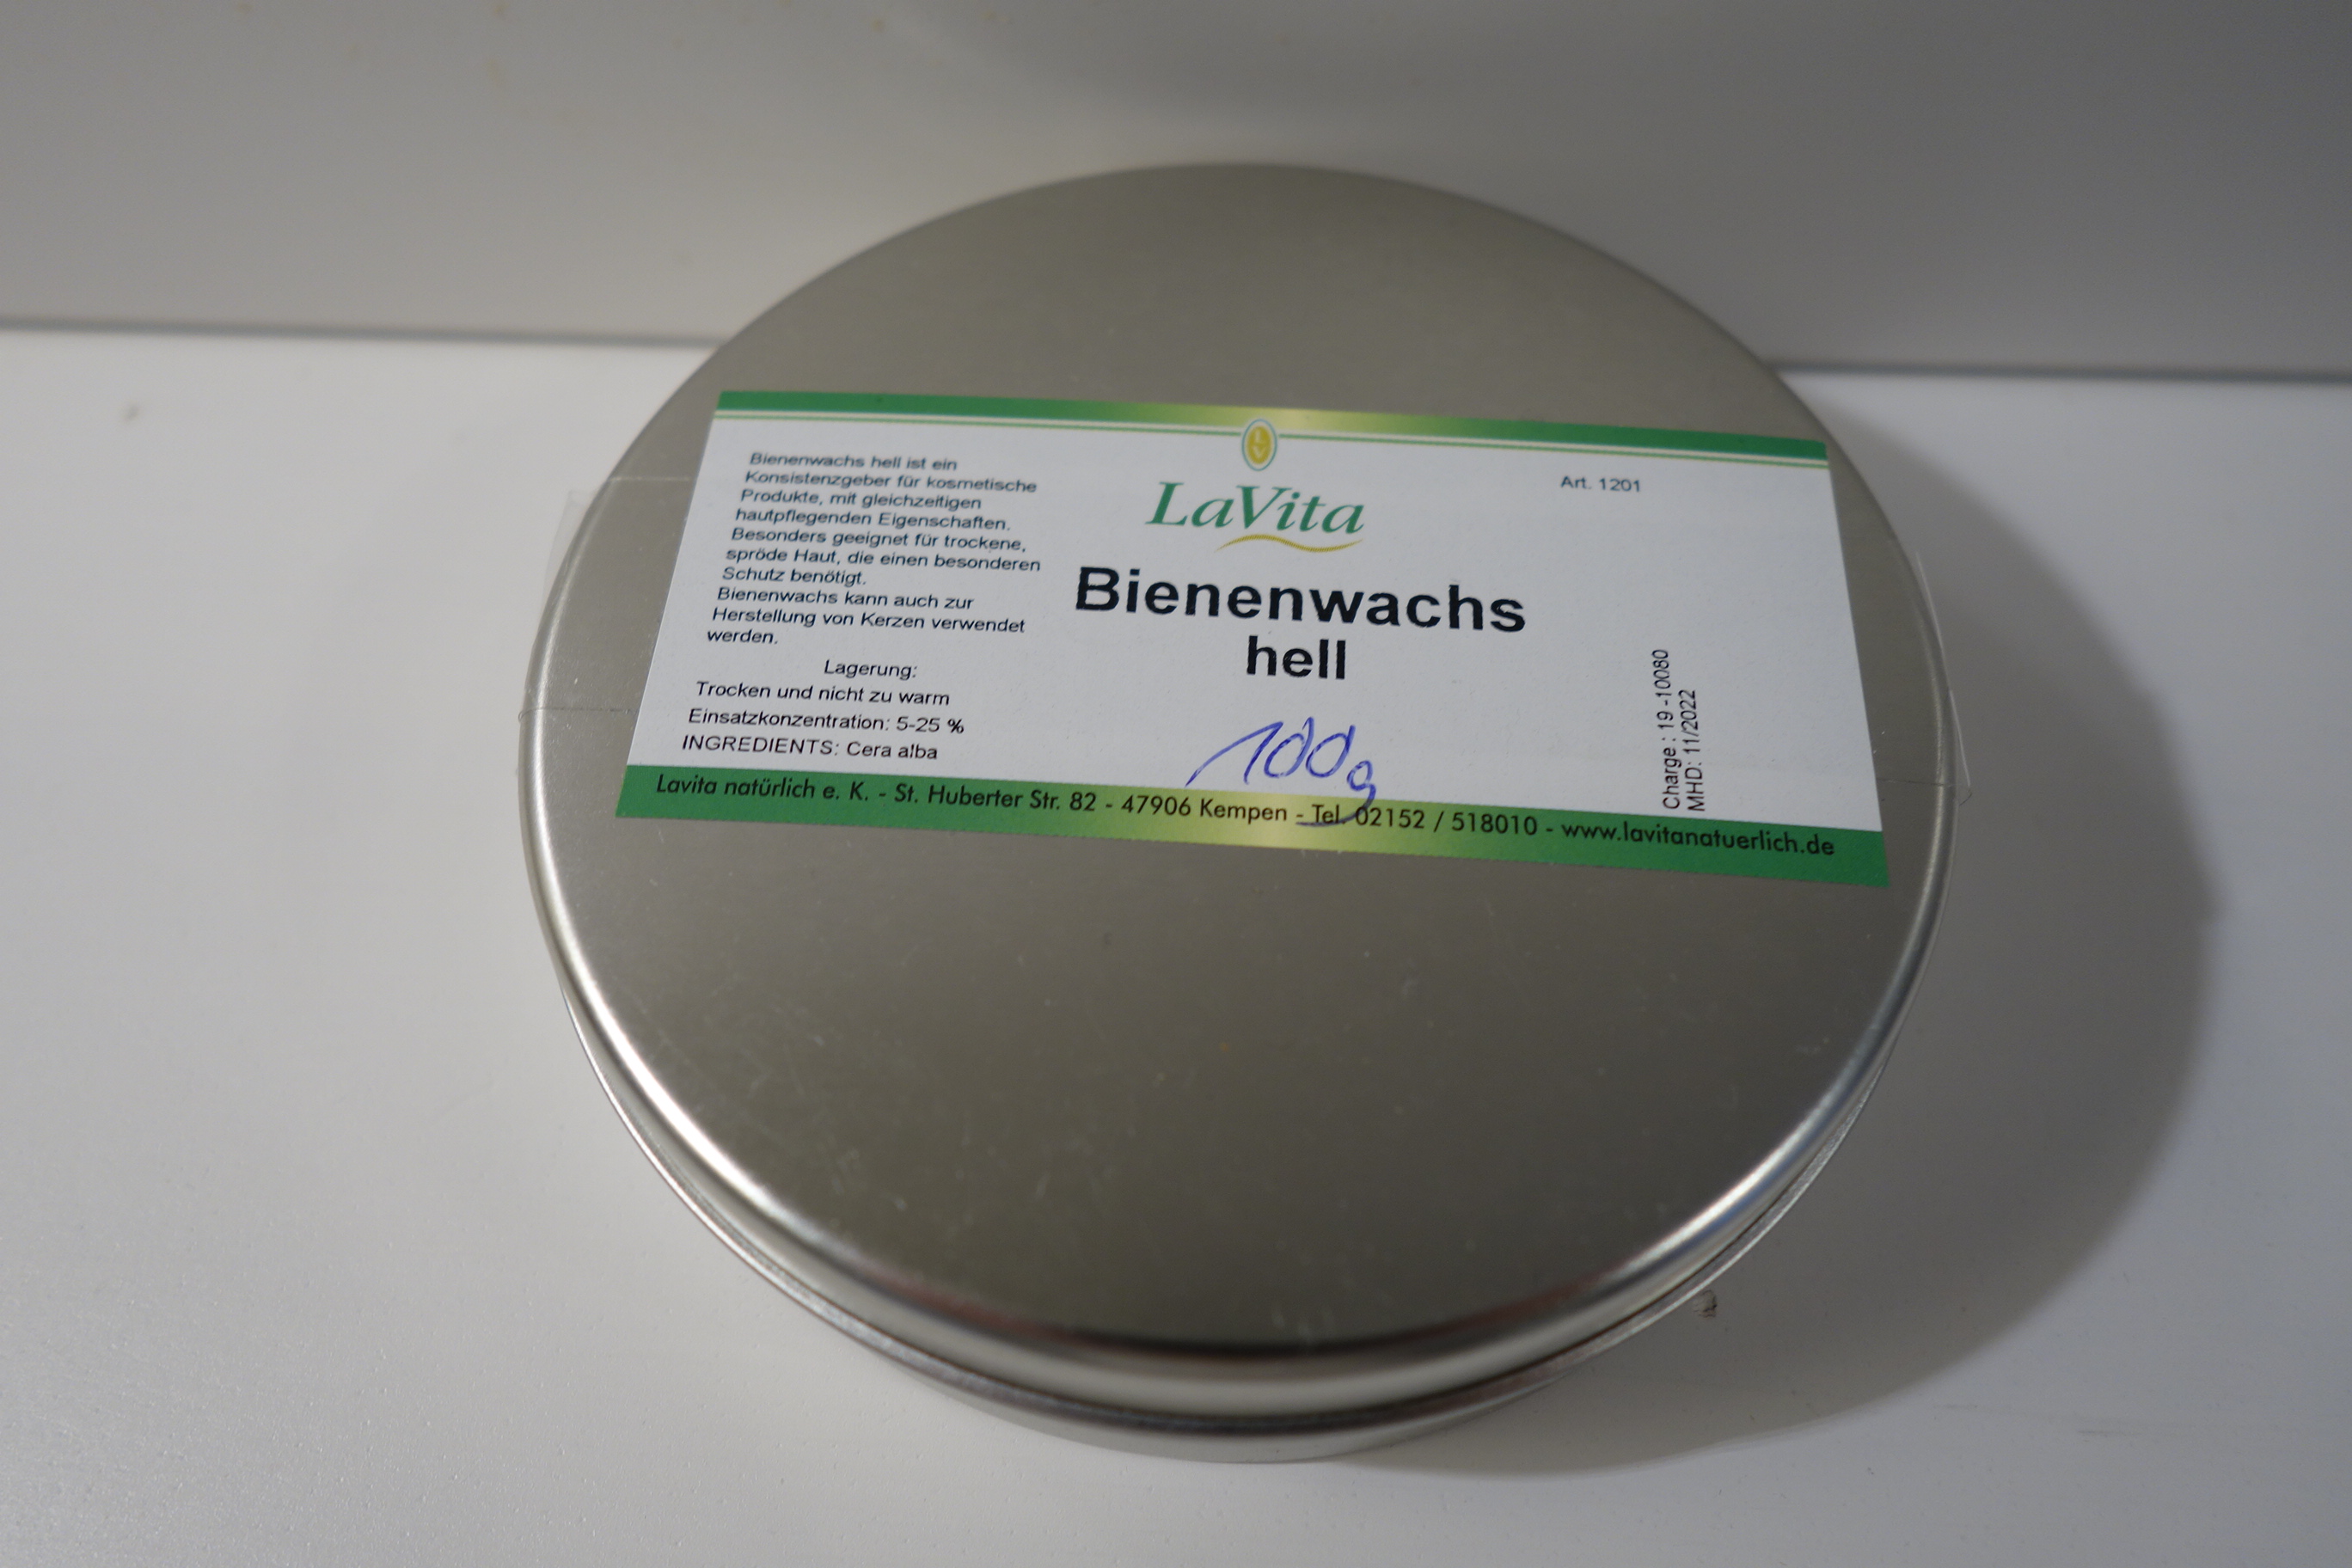 Bienenwachs hell ist ein
Konsistenzgeber für kosmetische
Produkte, mit gleichzeitigen
hautpflegenden Eigenschaften.
Besonders geeignet für trockene,
spröde Haut, die einen besonderen
Schutz benötigt.
Bienenwachs kann auch zur
Herstellung von Kerzen verwendet
werden.
Lagerung:
Trocken und nicht zu warm
Einsatzkonzentration: 5-25 %
INGREDIENTS: Cera alba
LV
LaVita
Bienenwachs
hell
100g
Art. 1201
Charge : 19 -10080
MHD: 11/2022
Lavita natürlich e. K. - St. Huberter Str. 82 - 47906 Kempen - Tel. 02152 / 518010 - www.lavitanatuerlich.de